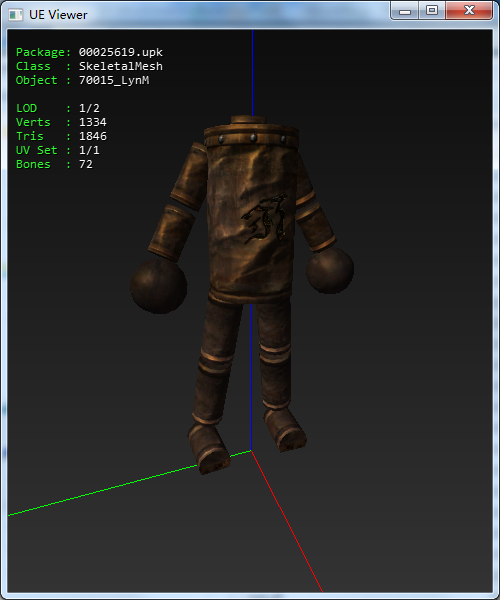 UE Viewer
Package: 00025619.upk
Class : SkeletalMesh
Object : 70015_LynM
LOD : 1/2
Verts : 1334
Tris : 1846
UV Set : 1/1
Bones : 72